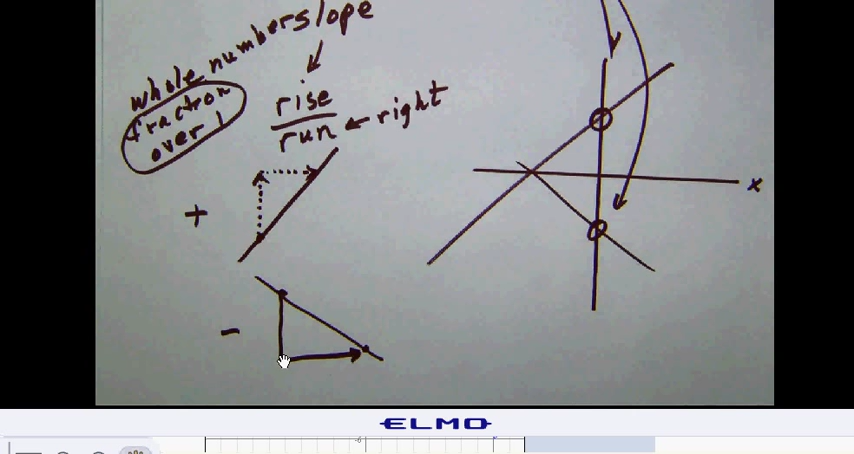 whole number slope
fraction
over 1
rise
run ← right
+
x
-
ELMO
-6